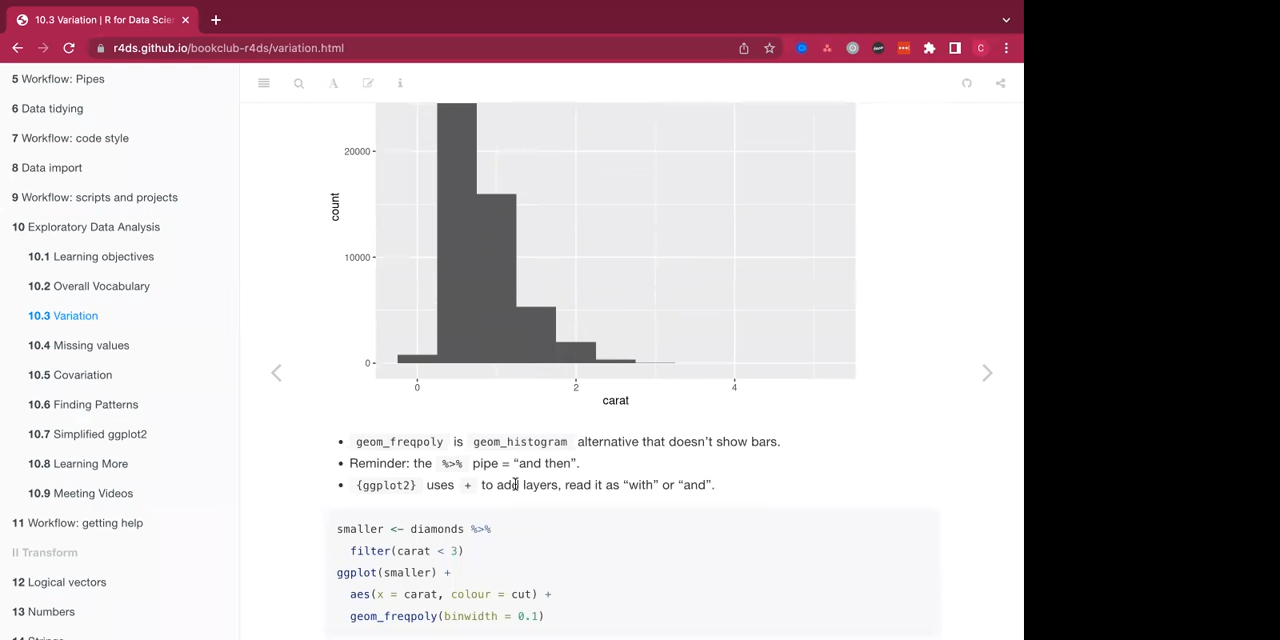 10.3 Variation | R for Data Scie
r4ds.github.io/bookclub-r4ds/variation.html
C
5 Workflow: Pipes
6 Data tidying
7 Workflow: code style
8 Data import
9 Workflow: scripts and projects
10 Exploratory Data Analysis
10.1 Learning objectives
10.2 Overall Vocabulary
10.3 Variation
10.4 Missing values
10.5 Covariation
10.6 Finding Patterns
10.7 Simplified ggplot2
10.8 Learning More
10.9 Meeting Videos
11 Workflow: getting help
II Transform
12 Logical vectors
13 Numbers
A
i
20000
10000
0
count
0 2 4
carat
• geom_freqpoly is geom_histogram alternative that doesn’t show bars.
• Reminder: the %>% pipe = “and then”.
• {ggplot2} uses + to add layers, read it as “with” or “and”.
smaller <- diamonds %>%
filter(carat < 3)
ggplot(smaller) +
aes(x = carat, colour = cut) +
geom_freqpoly(binwidth = 0.1)